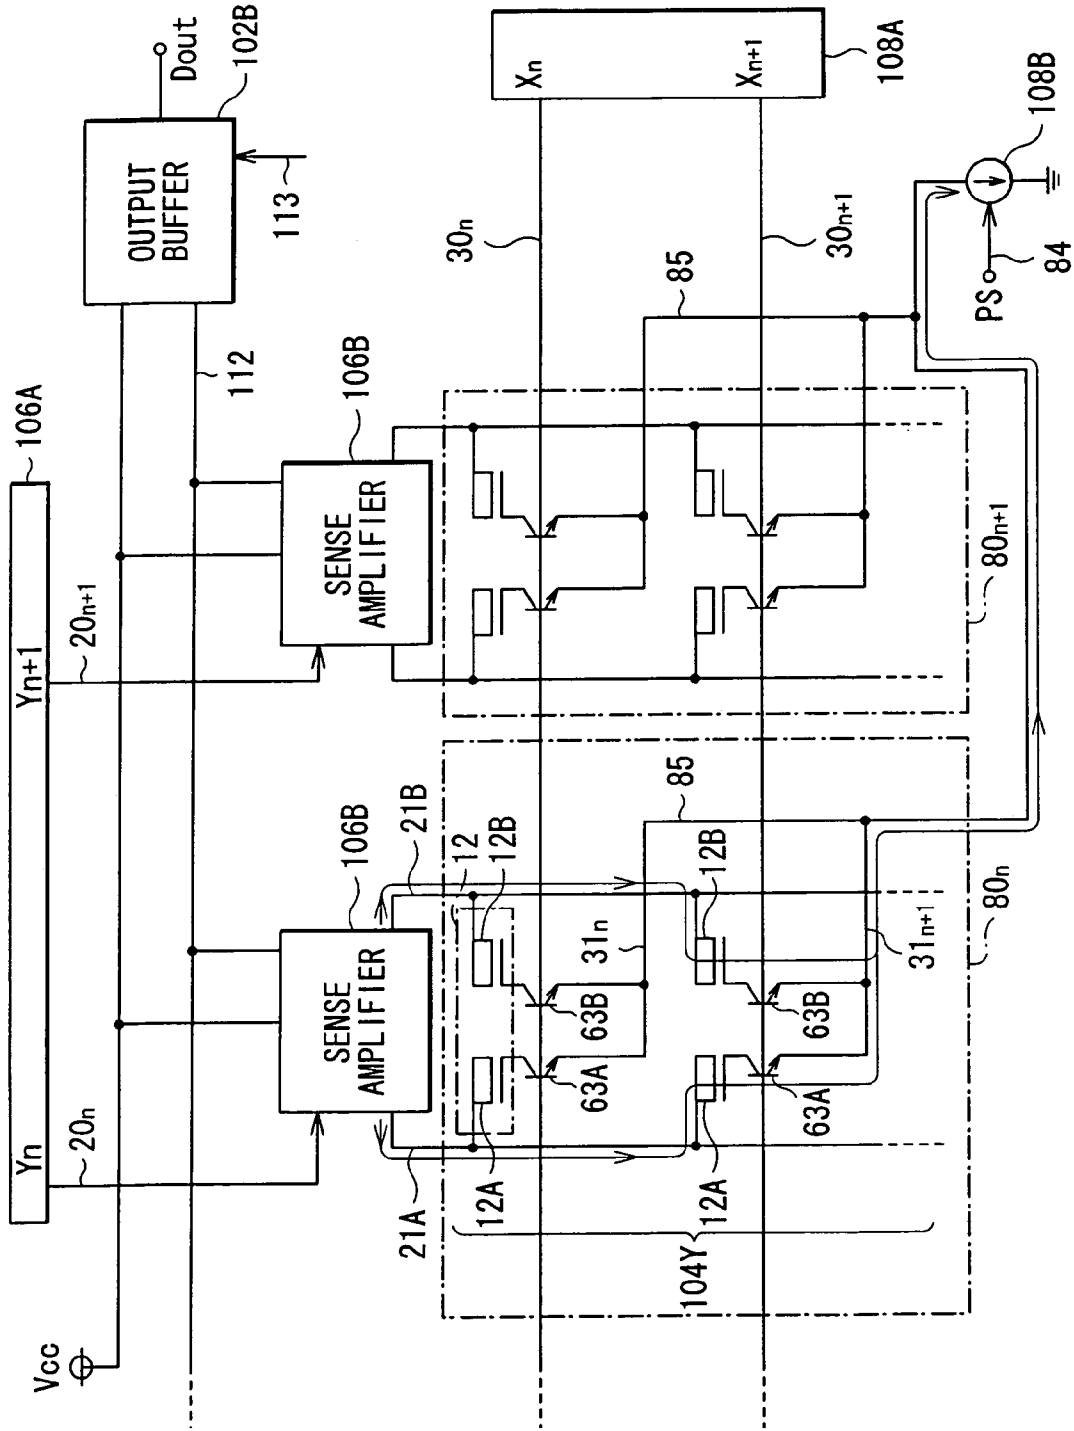 Yn
Yn+1
106A
Vcc
20n
20n+1
112
OUTPUT
BUFFER
Dout
102B
113
SENSE
AMPLIFIER
106B
SENSE
AMPLIFIER
106B
21A
21B
12
12A
12B
63A
63B
31n
85
12A
12B
63A
63B
31n+1
104Y
80n
80n+1
85
30n
30n+1
Xn
Xn+1
108A
108B
PS
84